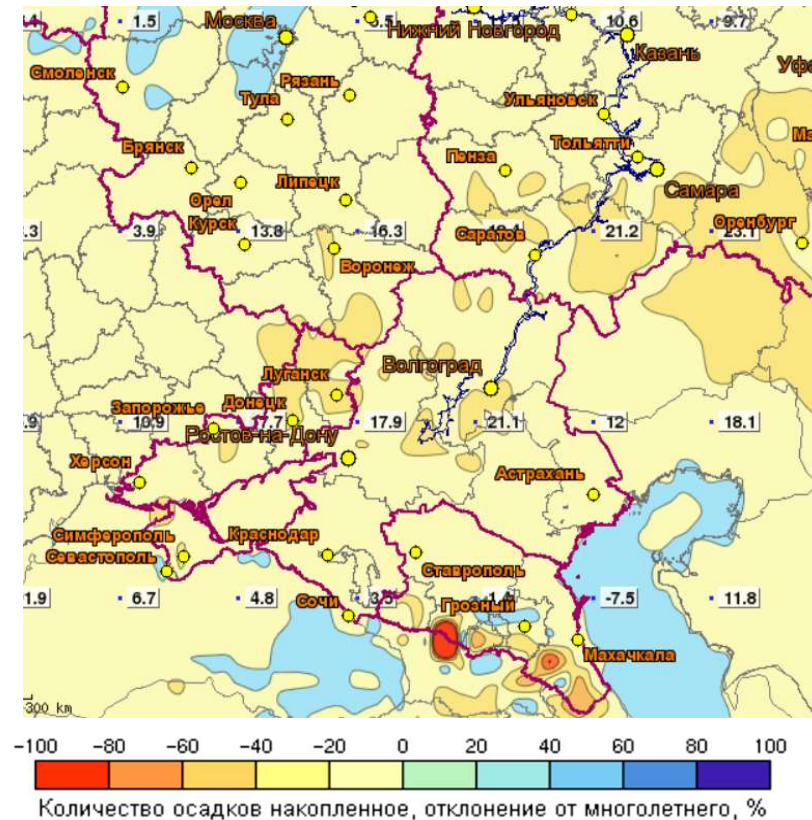 1.5
5.5
10.6
9.7
Москва
Нижний Новгород
Казань
Смоленск
Рязань
Тула
Ульяновск
Брянск
Пенза
Тольятти
Липецк
Самара
Орел
Курск
3.9
13.8
16.3
Саратов
21.2
23.1
Оренбург
Воронеж
Волгоград
Луганск
Запорожье
Донецк
10.9
17.9
21.1
12
18.1
Ростов-на-Дону
Херсон
Астрахань
Симферополь
Севастополь
Краснодар
Ставрополь
6.7
4.8
Сочи
Грозный
-7.5
11.8
Махачкала
300 km
-100 -80 -60 -40 -20 0 20 40 60 80 100
Количество осадков накопленное, отклонение от многолетнего, %